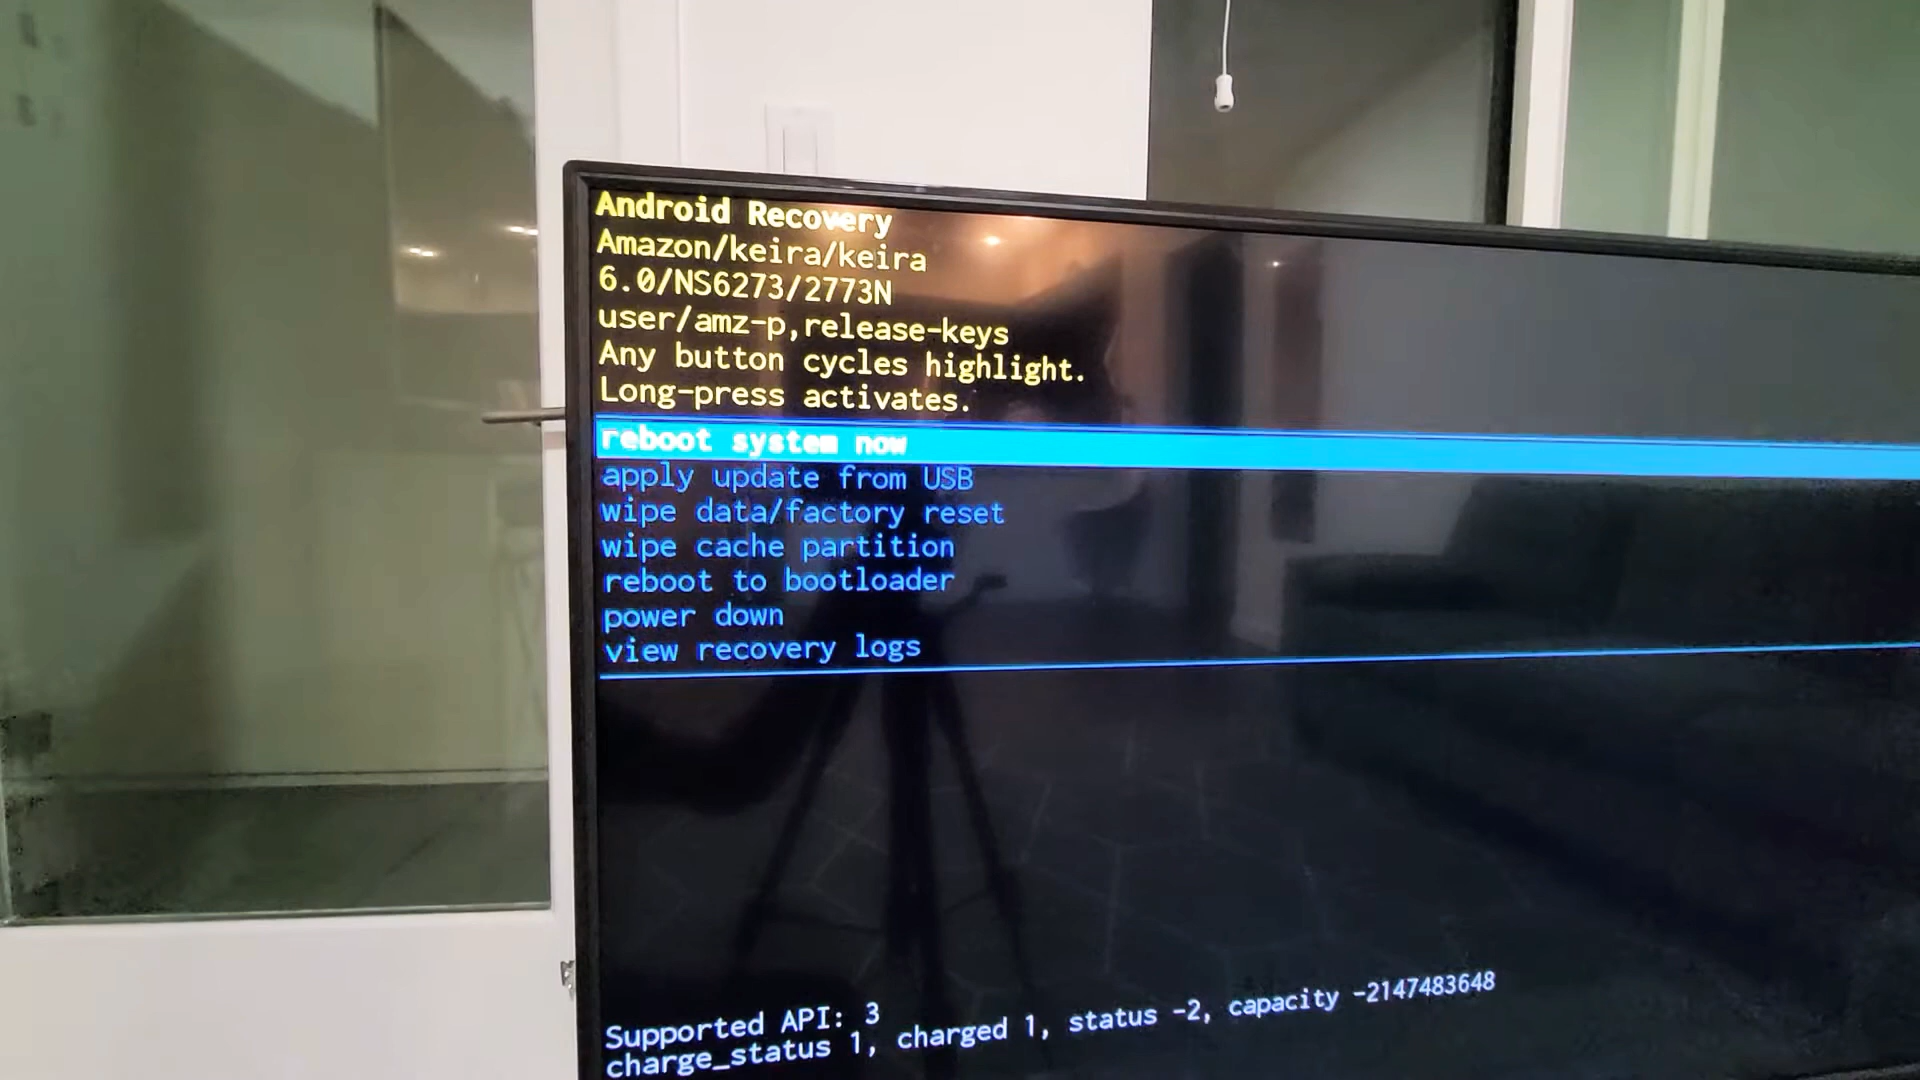 Android Recovery
Amazon/keira/keira
6.0/NS6273/2773N
user/amz-p,release-keys
Any button cycles highlight.
Long-press activates.
reboot system now
apply update from USB
wipe data/factory reset
wipe cache partition
reboot to bootloader
power down
view recovery logs
Supported API: 3
charge_status 1, charged 1, status -2, capacity -2147483648